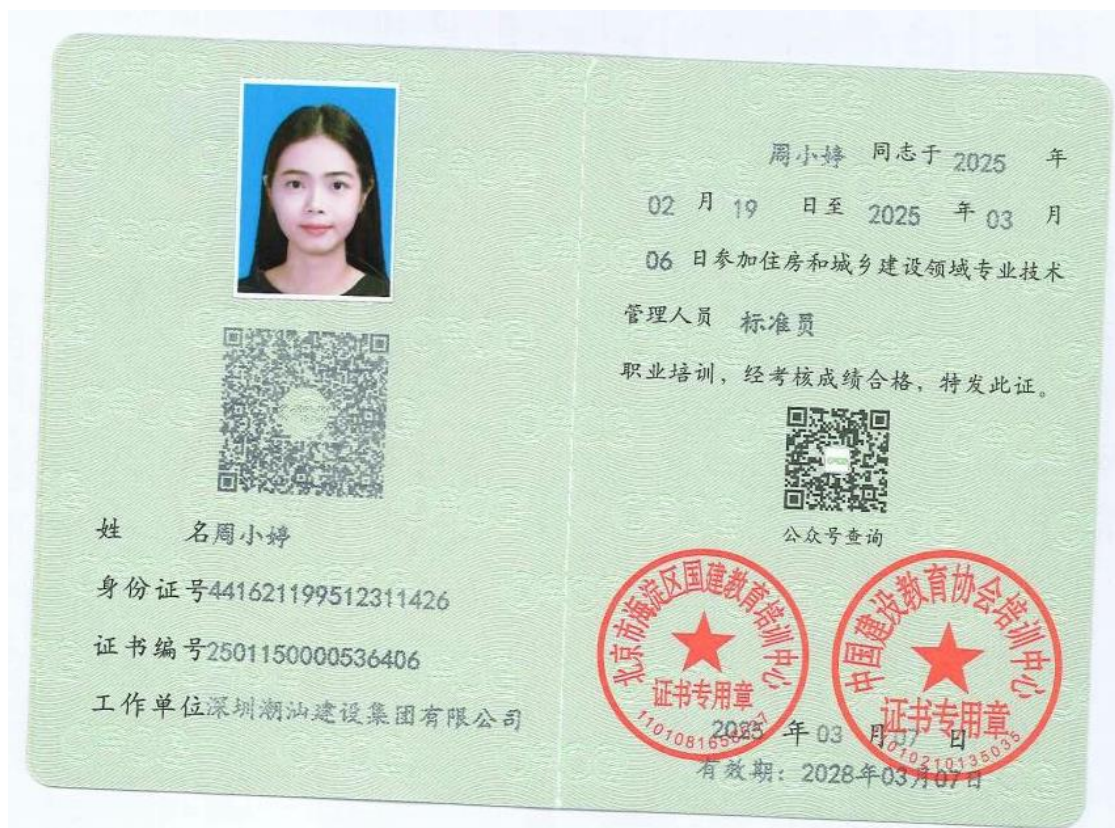 姓 名周小婷
身份证号441621199512311426
证书编号2501150000536406
工作单位深圳潮汕建设集团有限公司
周小婷 同志于 2025 年
02 月 19 日至 2025 年 03 月
06 日参加住房和城乡建设领域专业技术
管理人员 标准员
职业培训，经考核成绩合格，特发此证。
公众号查询
北京市海淀区国建教育培训中心
证书专用章
中国建设教育协会培训中心
证书专用章
2025 年 03 月 07 日
有效期：2028年03月07日